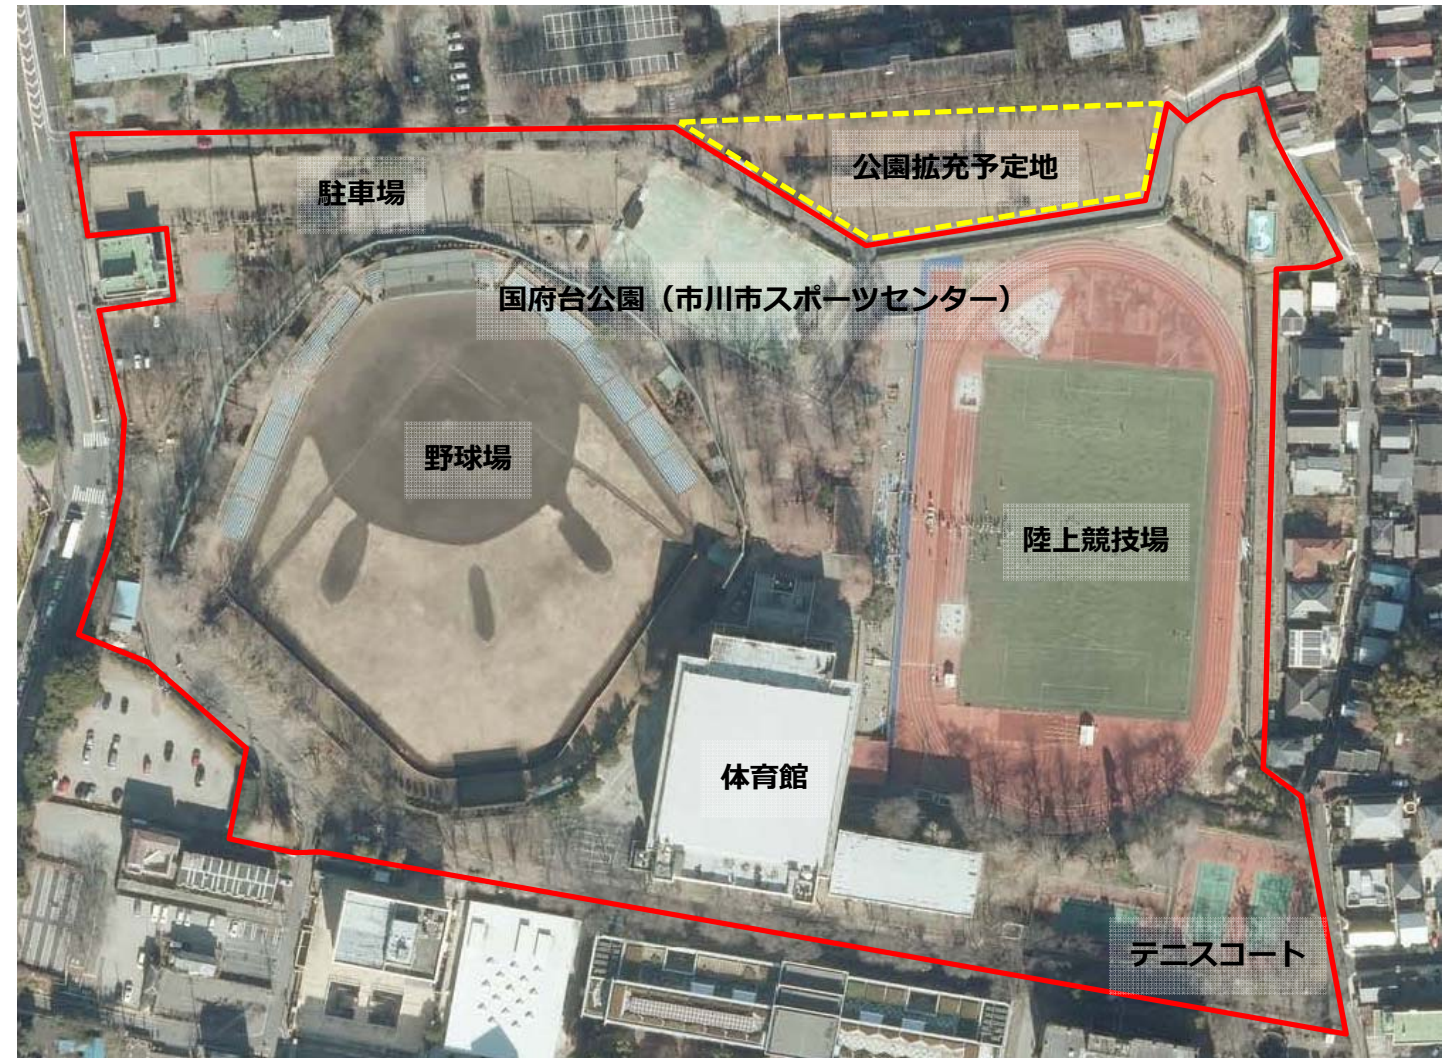 公園拡充予定地
駐車場
国府台公園（市川市スポーツセンター）
野球場
陸上競技場
体育館
テニスコート